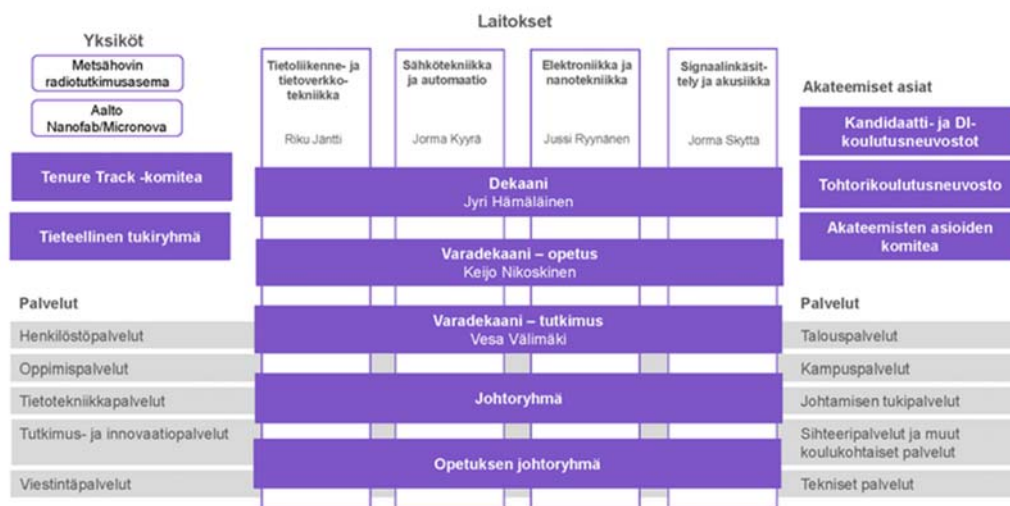 Laitokset
Yksiköt
Metsähovin
radiotutkimusasema
Aalto
Nanofab/Micronova
Tenure Track -komitea
Tieteellinen tukiryhmä
Tietoliikenne- ja
tietoverkko-
tekniikka
Riku Jäntti
Sähkötekniikka
ja automaatio
Jorma Kyyrä
Elektroniikka ja
nanotekniikka
Jussi Ryynänen
Signaalinkäsit-
tely ja akusiikka
Jorma Skyttä
Akateemiset asiat
Kandidaatti- ja DI-
koulutusneuvostot
Tohtorikoulutusneuvosto
Akateemisten asioiden
komitea
Dekaani
Jyri Hämäläinen
Varadekaani – opetus
Keijo Nikoskinen
Varadekaani – tutkimus
Vesa Välimäki
Johtoryhmä
Opetuksen johtoryhmä
Palvelut
Henkilöstöpalvelut
Oppimispalvelut
Tietotekniikkapalvelut
Tutkimus- ja innovaatiopalvelut
Viestintäpalvelut
Palvelut
Talouspalvelut
Kampuspalvelut
Johtamisen tukipalvelut
Sihteeripalvelut ja muut
koulukohtaiset palvelut
Tekniset palvelut